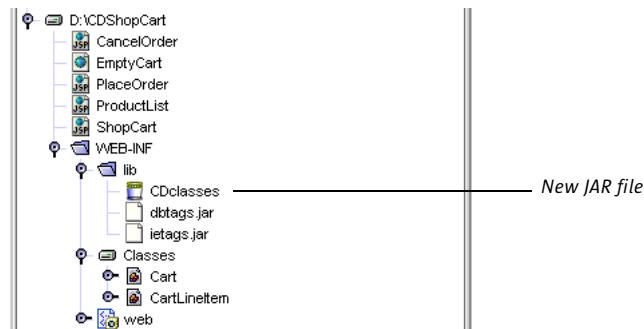 D:\CDShopCart
CancelOrder
EmptyCart
PlaceOrder
ProductList
ShopCart
WEB-INF
lib
CDclasses
New JAR file
dbtags.jar
ietags.jar
Classes
Cart
CartLineItem
web